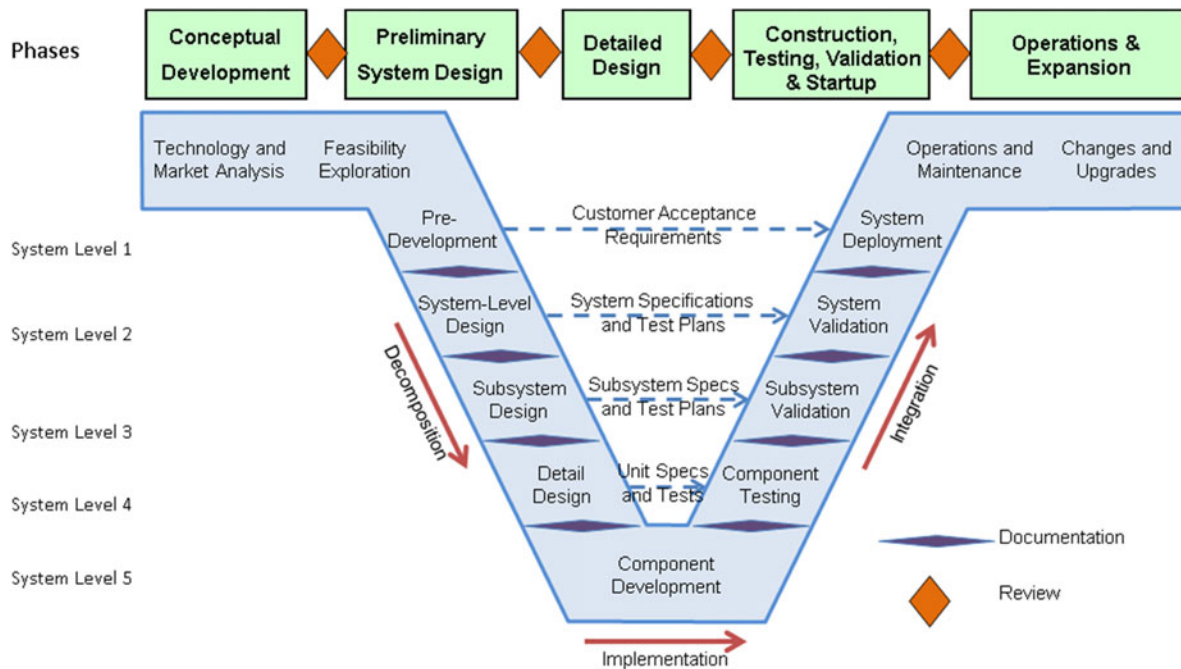 Phases
Conceptual
Development
Preliminary
System Design
Detailed
Design
Construction,
Testing, Validation
& Startup
Operations &
Expansion
Technology and
Market Analysis
Feasibility
Exploration
Operations and
Maintenance
Changes and
Upgrades
System Level 1
Pre-
Development
Customer Acceptance
Requirements
System
Deployment
System Level 2
System-Level
Design
System Specifications
and Test Plans
System
Validation
Decomposition
Integration
System Level 3
Subsystem
Design
Subsystem Specs
and Test Plans
Subsystem
Validation
System Level 4
Detail
Design
Unit Specs
and Tests
Component
Testing
System Level 5
Component
Development
Implementation
Documentation
Review